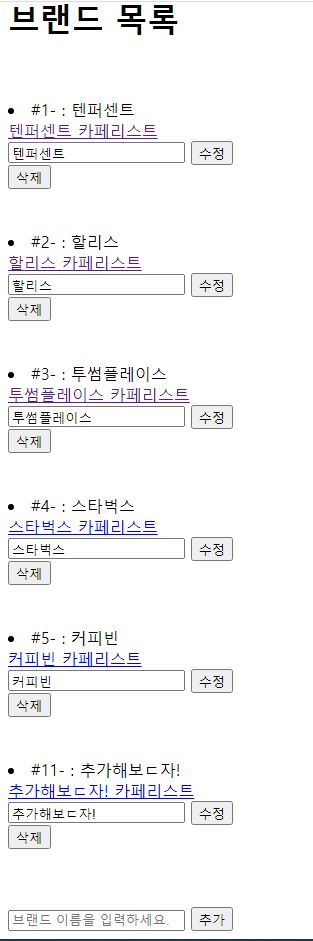 브랜드 목록
#1- : 텐퍼센트
텐퍼센트 카페리스트
텐퍼센트 수정
삭제
#2- : 할리스
할리스 카페리스트
할리스 수정
삭제
#3- : 투썸플레이스
투썸플레이스 카페리스트
투썸플레이스 수정
삭제
#4- : 스타벅스
스타벅스 카페리스트
스타벅스 수정
삭제
#5- : 커피빈
커피빈 카페리스트
커피빈 수정
삭제
#11- : 추가해보ㄷ자!
추가해보ㄷ자! 카페리스트
추가해보ㄷ자! 수정
삭제
브랜드 이름을 입력하세요. 추가